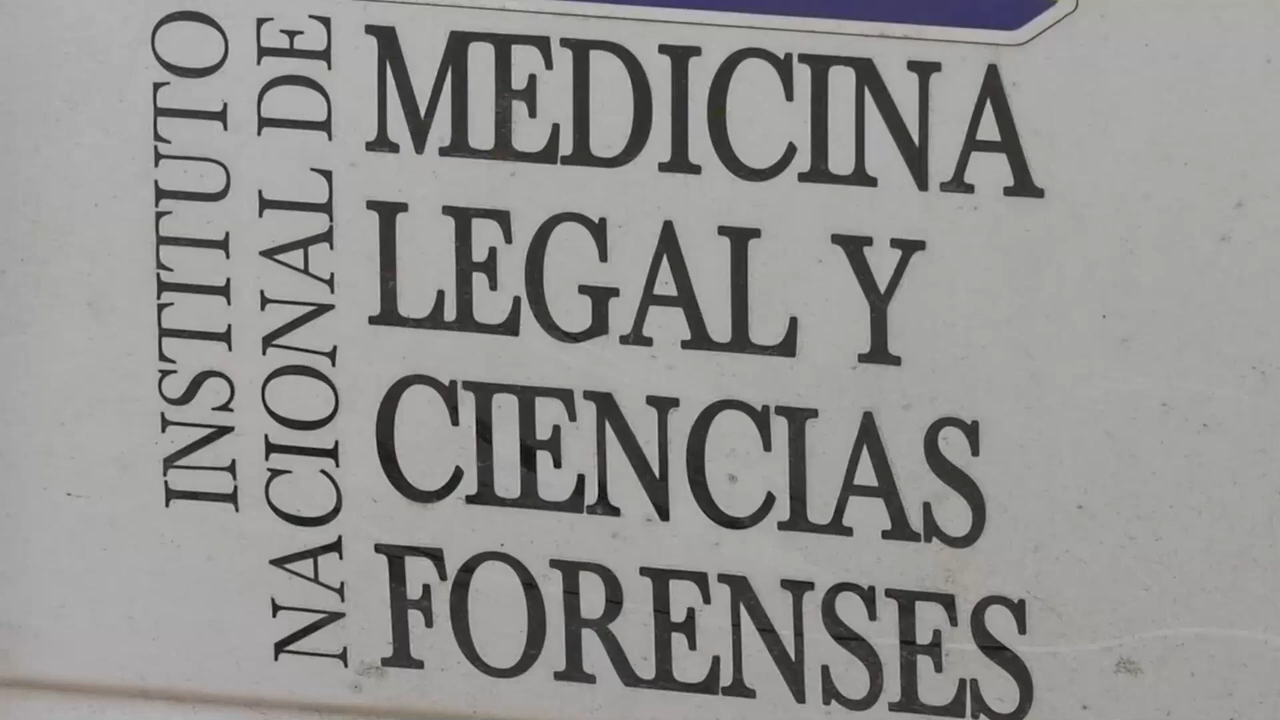 INSTITUTO
NACIONAL DE
MEDICINA
LEGAL Y
CIENCIAS
FORENSES